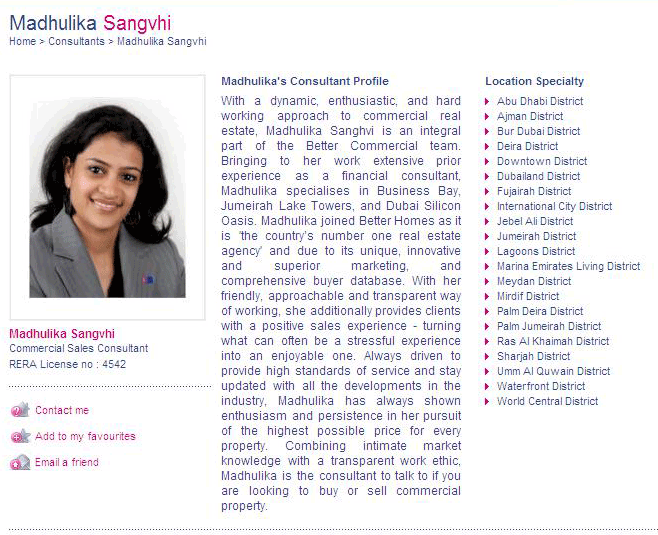 Madhulika Sangvhi
Home > Consultants > Madhulika Sangvhi
Madhulika Sangvhi
Commercial Sales Consultant
RERA License no : 4542
Contact me
Add to my favourites
Email a friend
Madhulika's Consultant Profile
With a dynamic, enthusiastic, and hard
working approach to commercial real
estate, Madhulika Sanghvi is an integral
part of the Better Commercial team.
Bringing to her work extensive prior
experience as a financial consultant,
Madhulika specialises in Business Bay,
Jumeirah Lake Towers, and Dubai Silicon
Oasis. Madhulika joined Better Homes as it
is 'the country's number one real estate
agency' and due to its unique, innovative
and superior marketing, and
comprehensive buyer database. With her
friendly, approachable and transparent way
of working, she additionally provides clients
with a positive sales experience - turning
what can often be a stressful experience
into an enjoyable one. Always driven to
provide high standards of service and stay
updated with all the developments in the
industry, Madhulika has always shown
enthusiasm and persistence in her pursuit
of the highest possible price for every
property. Combining intimate market
knowledge with a transparent work ethic,
Madhulika is the consultant to talk to if you
are looking to buy or sell commercial
property.
Location Specialty
Abu Dhabi District
Ajman District
Bur Dubai District
Deira District
Downtown District
Dubailand District
Fujairah District
International City District
Jebel Ali District
Jumeirah District
Lagoons District
Marina Emirates Living District
Meydan District
Mirdif District
Palm Deira District
Palm Jumeirah District
Ras Al Khaimah District
Sharjah District
Umm Al Quwain District
Waterfront District
World Central District